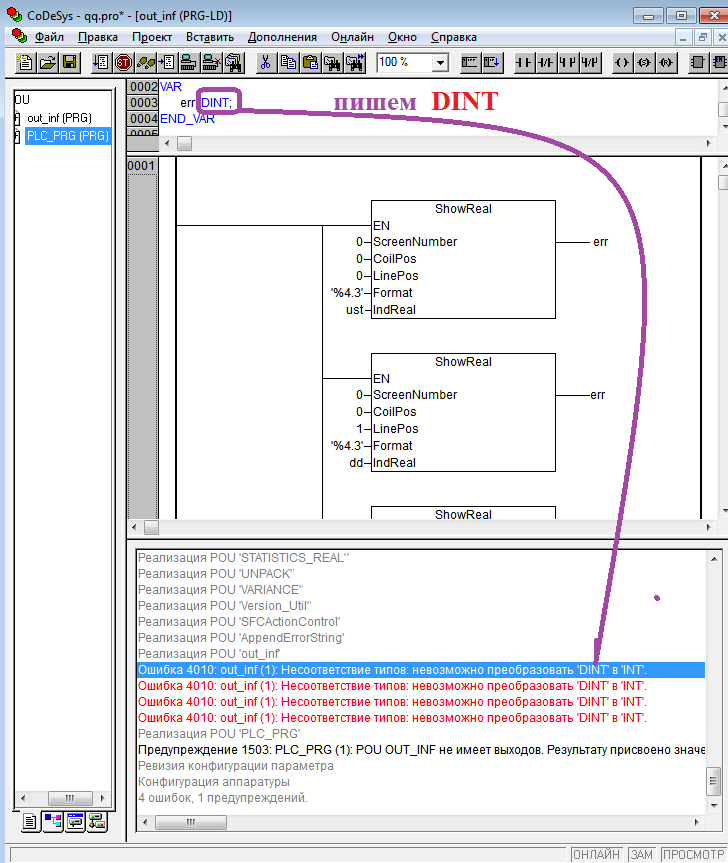 CoDeSys - qq.pro* - [out_inf (PRG-LD)]
Файл Правка Проект Вставить Дополнения Онлайн Окно Справка
100 %
OU
out_inf (PRG)
PLC_PRG (PRG)
0002 VAR
0003 err DINT;
0004 END_VAR
0005
пишем DINT
0001
ShowReal
EN
0 ScreenNumber err
0 CoilPos
0 LinePos
'%4.3' Format
ust IndReal
ShowReal
EN
0 ScreenNumber err
0 CoilPos
1 LinePos
'%4.3' Format
dd IndReal
ShowReal
Реализация POU 'STATISTICS_REAL'
Реализация POU 'UNPACK'
Реализация POU 'VARIANCE'
Реализация POU 'Version_Util'
Реализация POU 'SFCActionControl'
Реализация POU 'AppendErrorString'
Реализация POU 'out_inf'
Ошибка 4010: out_inf (1): Несоответствие типов: невозможно преобразовать 'DINT' в 'INT'.
Ошибка 4010: out_inf (1): Несоответствие типов: невозможно преобразовать 'DINT' в 'INT'.
Ошибка 4010: out_inf (1): Несоответствие типов: невозможно преобразовать 'DINT' в 'INT'.
Ошибка 4010: out_inf (1): Несоответствие типов: невозможно преобразовать 'DINT' в 'INT'.
Реализация POU 'PLC_PRG'
Предупреждение 1503: PLC_PRG (1): POU OUT_INF не имеет выходов. Результату присвоено значе
Ревизия конфигурации параметра
Конфигурация аппаратуры
4 ошибок, 1 предупреждений.
ОНЛАЙН ЗАМ ПРОСМОТР